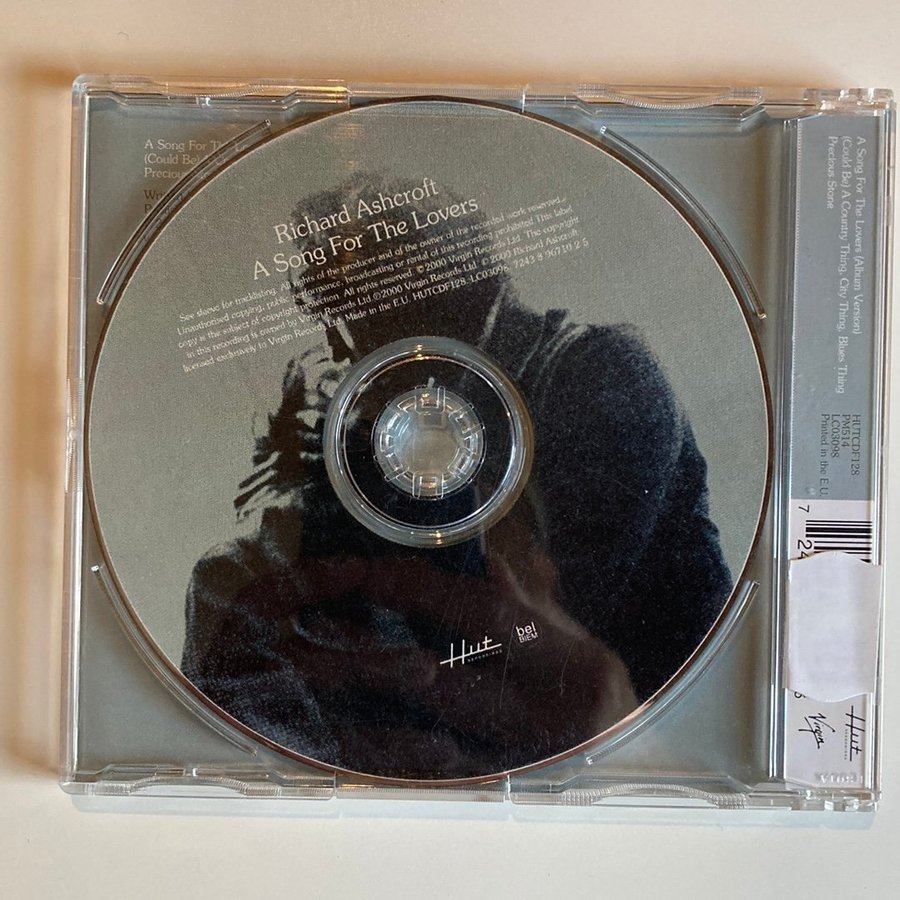 A Song For The Lo
(Could Be) A C
Precious
Richard Ashcroft
A Song For The Lovers
See sleeve for tracklisting. All rights of the producer and of the owner of the recorded work reserved.
Unauthorised copying, public performance, broadcasting or rental of this recording prohibited. This label
copy is the subject of copyright protection. All rights reserved. ℗ 2000 Virgin Records Ltd. The copyright
in this recording is owned by Virgin Records Ltd. © 2000 Virgin Records Ltd. © 2000 Richard Ashcroft,
licensed exclusively to Virgin Records Ltd. Made in the E.U. HUTCDF128. LC03098. 7243 8 96710 2 5
Hut
RECORDINGS
bel
BIEM
A Song For The Lovers (Album Version)
(Could Be) A Country Thing, City Thing, Blues Thing
Precious Stone
HUTCDF128
PM514
LC03098
Printed in the E.U.
7
24
Hut
RECORDINGS
Virgin